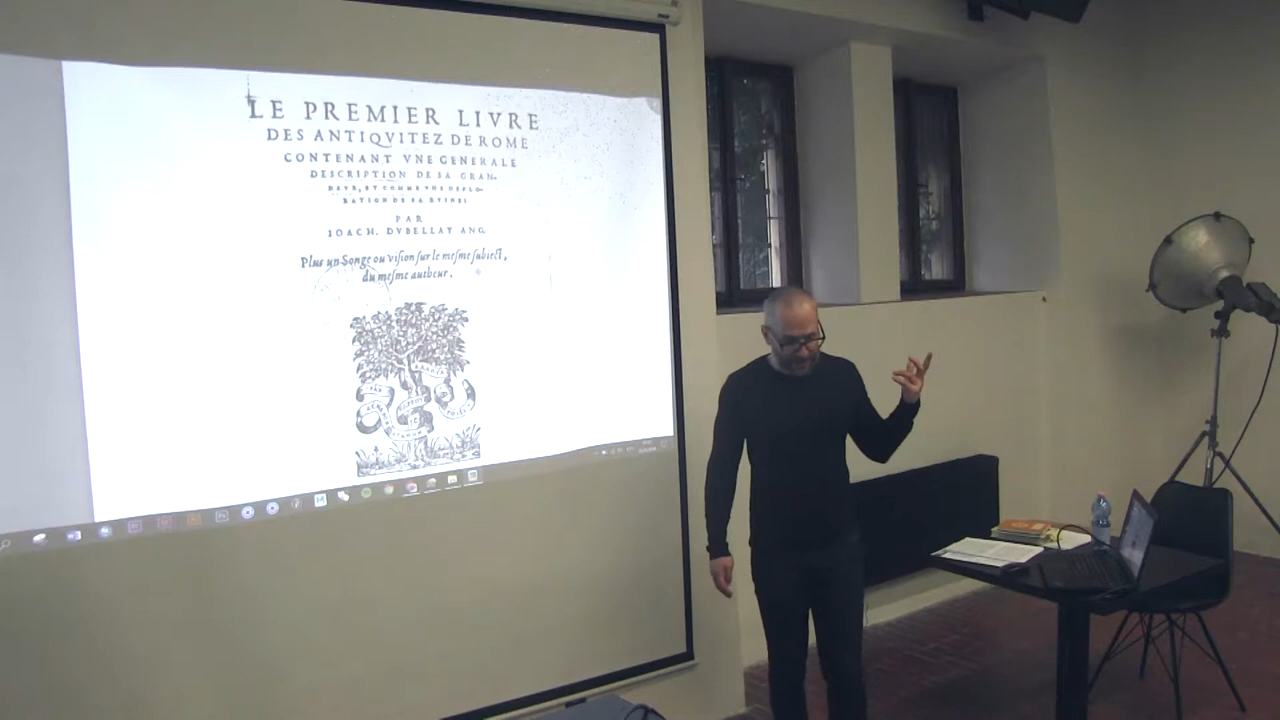 LE PREMIER LIVRE
DES ANTIQVITEZ DE ROME
CONTENANT VNE GENERALE
DESCRIPTION DE SA GRAN-
DEVR, ET COMME VNE DEPLO-
RATION DE SA RVINE:
PAR
IOACH. DVBELLAY ANG.
Plus un Songe ou viſion ſur le meſme ſubiect,
du meſme autheur.